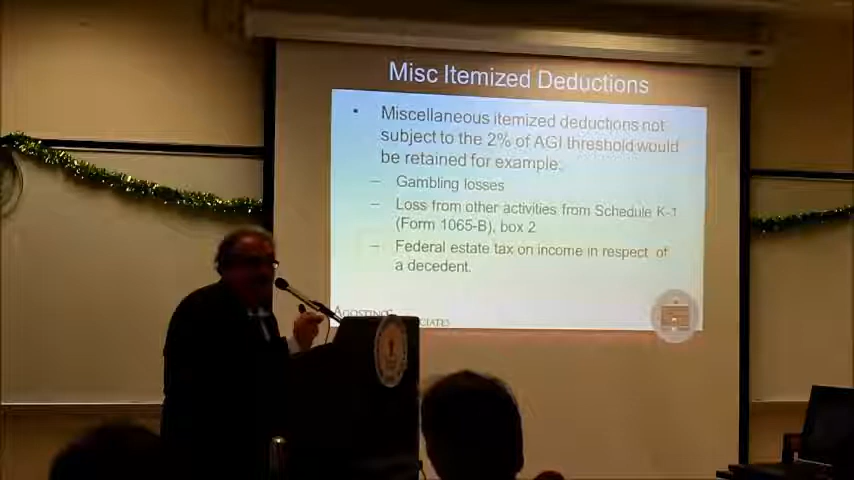 Misc Itemized Deductions
• Miscellaneous itemized deductions not
subject to the 2% of AGI threshold would
be retained for example:
– Gambling losses
– Loss from other activities from Schedule K-1
(Form 1065-B), box 2
– Federal estate tax on income in respect of
a decedent.
AGOSTINO
CIATES